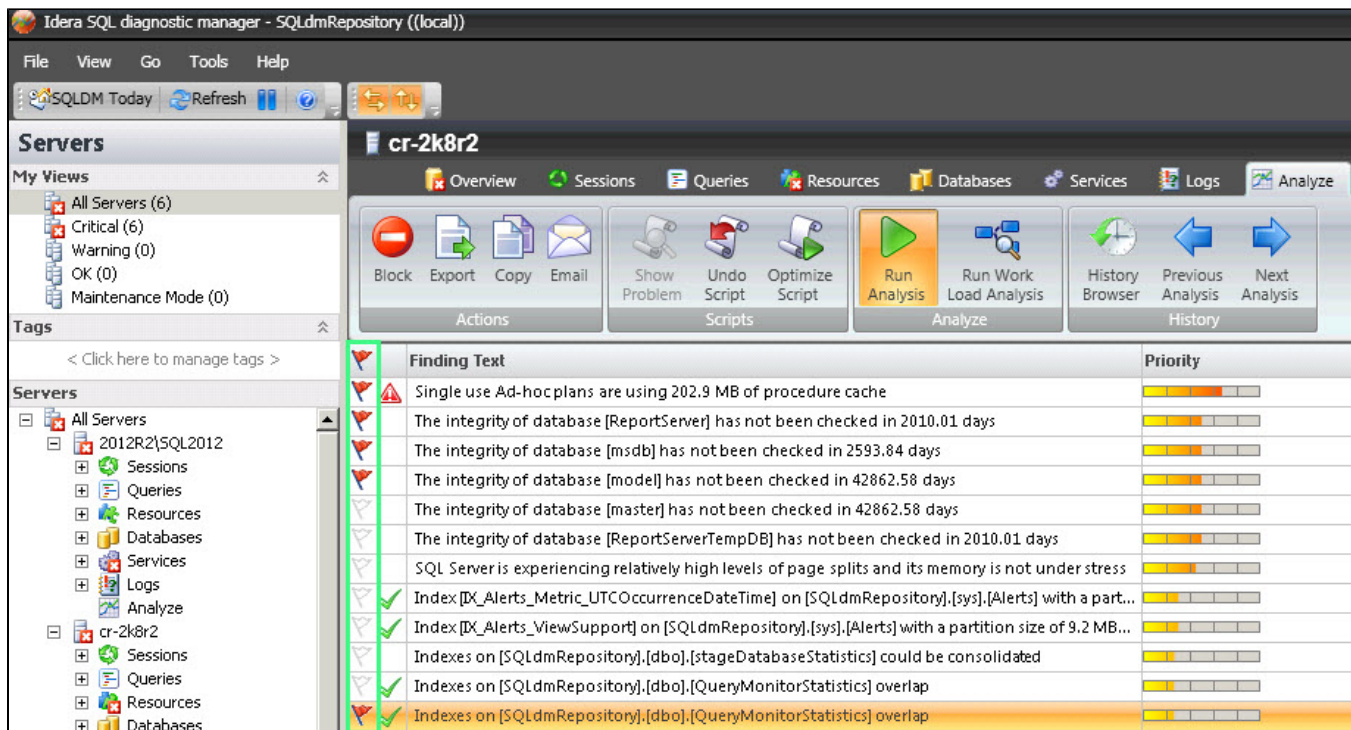 Idera SQL diagnostic manager - SQLdmRepository ((local))
File View Go Tools Help
SQLDM Today Refresh
Servers
cr-2k8r2
My Views
All Servers (6)
Critical (6)
Warning (0)
OK (0)
Maintenance Mode (0)
Tags
< Click here to manage tags >
Servers
All Servers
2012R2\SQL2012
Sessions
Queries
Resources
Databases
Services
Logs
Analyze
cr-2k8r2
Sessions
Queries
Resources
Databases
Overview Sessions Queries Resources Databases Services Logs Analyze
Block Export Copy Email
Actions
Show Problem Undo Script Optimize Script
Scripts
Run Analysis Run Work Load Analysis
Analyze
History Browser Previous Analysis Next Analysis
History
Finding Text Priority
Single use Ad-hoc plans are using 202.9 MB of procedure cache
The integrity of database [ReportServer] has not been checked in 2010.01 days
The integrity of database [msdb] has not been checked in 2593.84 days
The integrity of database [model] has not been checked in 42862.58 days
The integrity of database [master] has not been checked in 42862.58 days
The integrity of database [ReportServerTempDB] has not been checked in 2010.01 days
SQL Server is experiencing relatively high levels of page splits and its memory is not under stress
Index [IX_Alerts_Metric_UTCOccurrenceDateTime] on [SQLdmRepository].[sys].[Alerts] with a part...
Index [IX_Alerts_ViewSupport] on [SQLdmRepository].[sys].[Alerts] with a partition size of 9.2 MB...
Indexes on [SQLdmRepository].[dbo].[stageDatabaseStatistics] could be consolidated
Indexes on [SQLdmRepository].[dbo].[QueryMonitorStatistics] overlap
Indexes on [SQLdmRepository].[dbo].[QueryMonitorStatistics] overlap